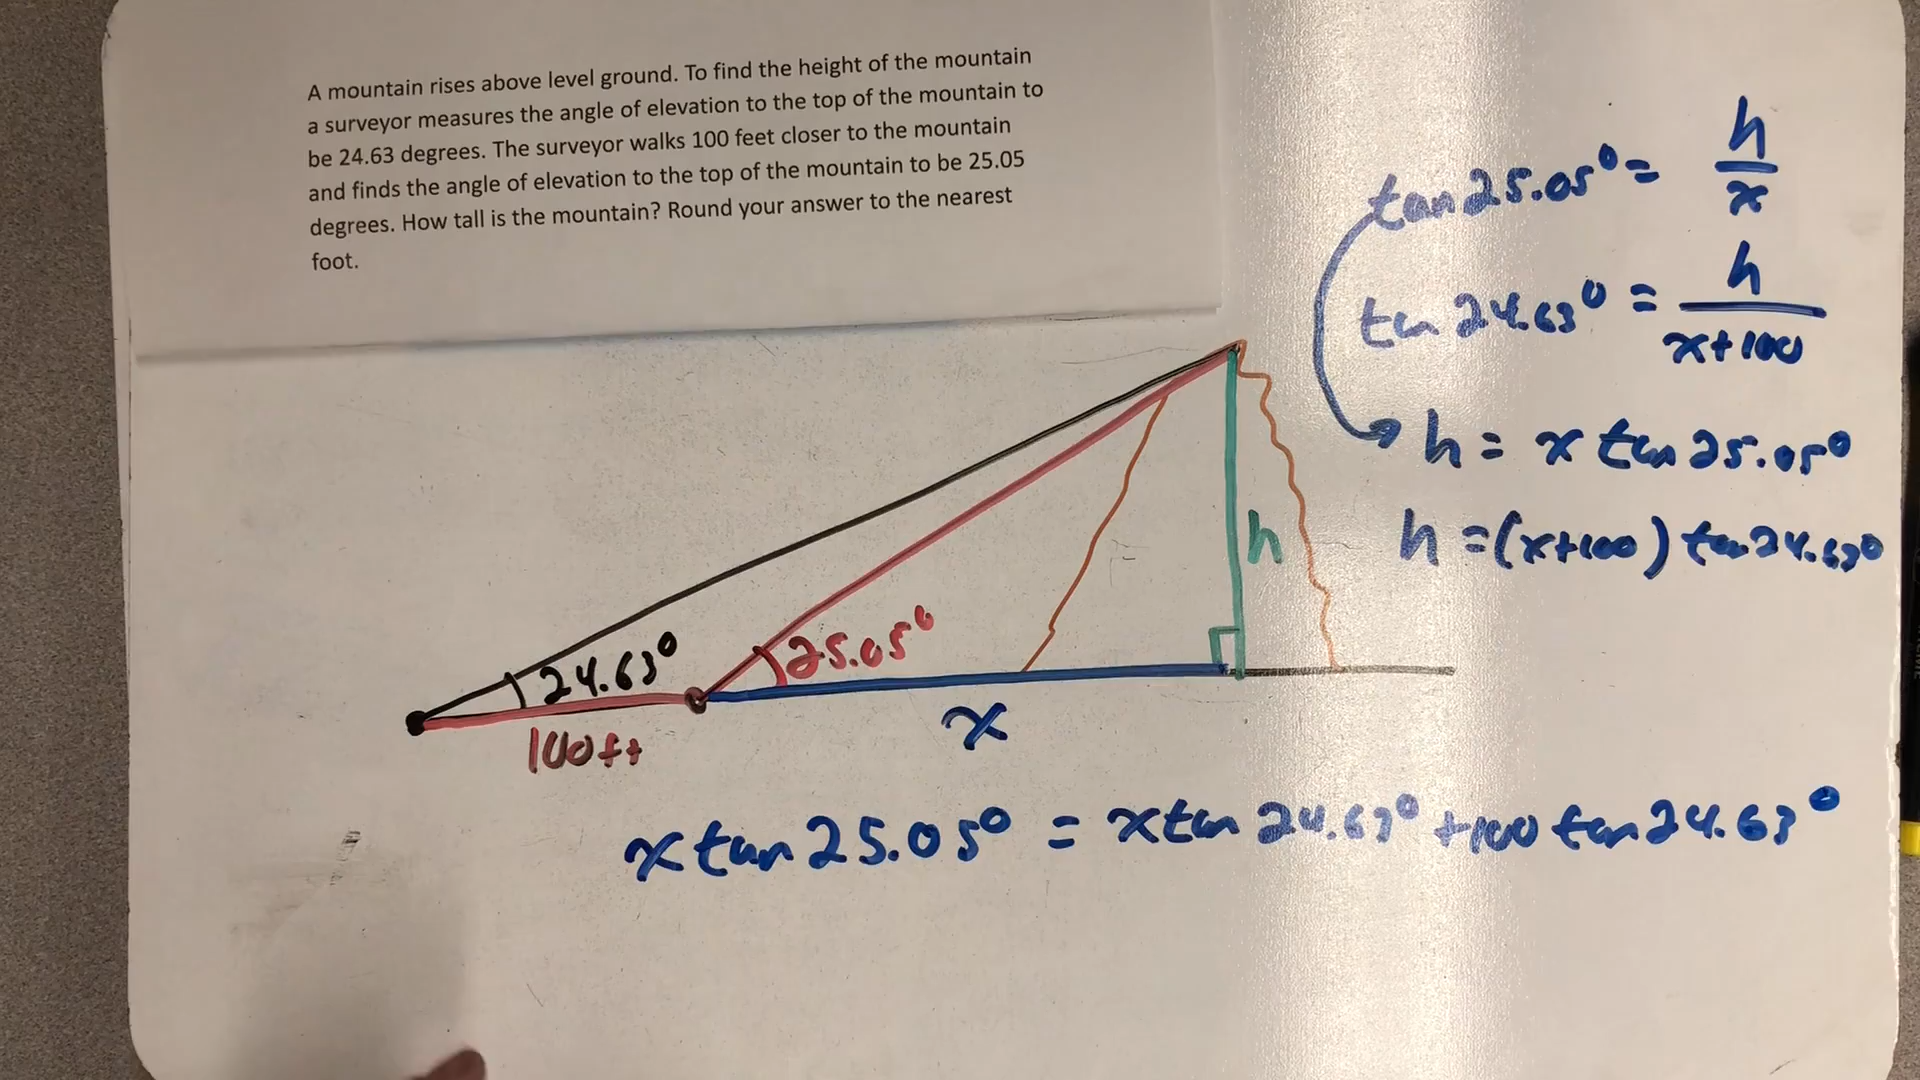 A mountain rises above level ground. To find the height of the mountain
a surveyor measures the angle of elevation to the top of the mountain to
be 24.63 degrees. The surveyor walks 100 feet closer to the mountain
and finds the angle of elevation to the top of the mountain to be 25.05
degrees. How tall is the mountain? Round your answer to the nearest
foot.
tan 25.05° = h/x
tan 24.63° = h/x+100
h = x tan 25.05°
h = (x+100) tan 24.63°
h
24.63°
25.05°
100ft
x
x tan 25.05° = x tan 24.63° + 100 tan 24.63°